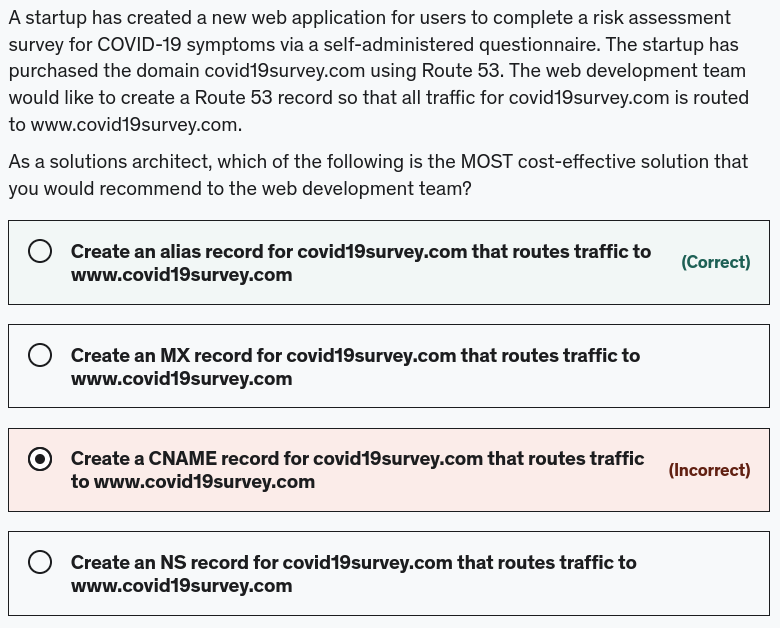 A startup has created a new web application for users to complete a risk assessment
survey for COVID-19 symptoms via a self-administered questionnaire. The startup has
purchased the domain covid19survey.com using Route 53. The web development team
would like to create a Route 53 record so that all traffic for covid19survey.com is routed
to www.covid19survey.com.
As a solutions architect, which of the following is the MOST cost-effective solution that
you would recommend to the web development team?
Create an alias record for covid19survey.com that routes traffic to
www.covid19survey.com
(Correct)
Create an MX record for covid19survey.com that routes traffic to
www.covid19survey.com
Create a CNAME record for covid19survey.com that routes traffic
to www.covid19survey.com
(Incorrect)
Create an NS record for covid19survey.com that routes traffic to
www.covid19survey.com